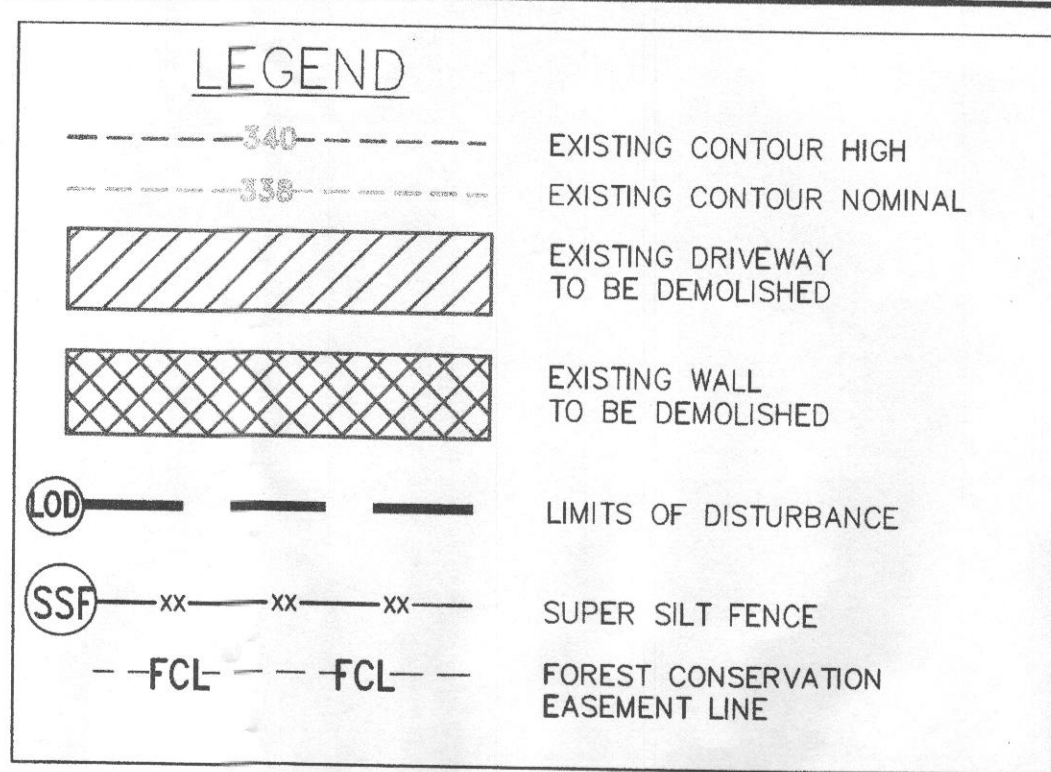 LEGEND
340 EXISTING CONTOUR HIGH
338 EXISTING CONTOUR NOMINAL
EXISTING DRIVEWAY
TO BE DEMOLISHED
EXISTING WALL
TO BE DEMOLISHED
LOD LIMITS OF DISTURBANCE
SSF XX XX XX SUPER SILT FENCE
FCL FCL FOREST CONSERVATION
EASEMENT LINE